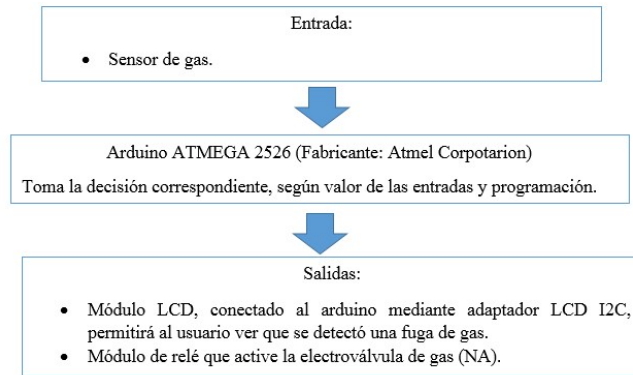 Entrada:
• Sensor de gas.
Arduino ATMEGA 2526 (Fabricante: Atmel Corpotarion)
Toma la decisión correspondiente, según valor de las entradas y programación.
Salidas:
• Módulo LCD, conectado al arduino mediante adaptador LCD I2C,
permitirá al usuario ver que se detectó una fuga de gas.
• Módulo de relé que active la electroválvula de gas (NA).